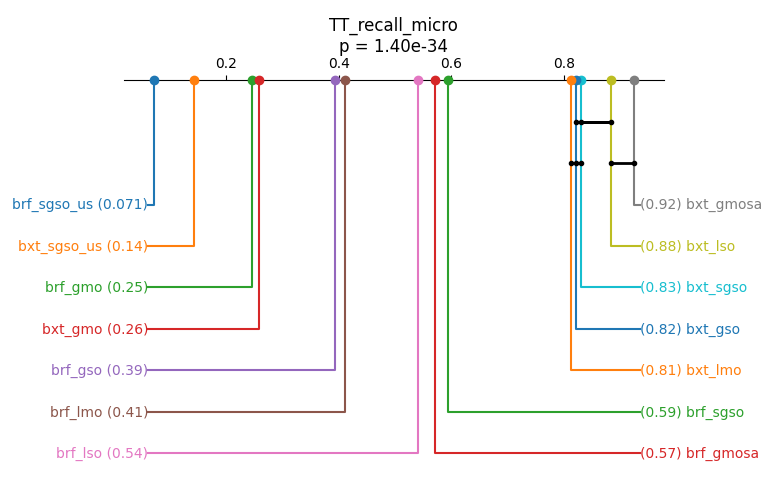 TT_recall_micro
p = 1.40e-34
0.2 0.4 0.6 0.8
brf_sgso_us (0.071) (0.92) bxt_gmosa
bxt_sgso_us (0.14) (0.88) bxt_lso
brf_gmo (0.25) (0.83) bxt_sgso
bxt_gmo (0.26) (0.82) bxt_gso
brf_gso (0.39) (0.81) bxt_lmo
brf_lmo (0.41) (0.59) brf_sgso
brf_lso (0.54) (0.57) brf_gmosa